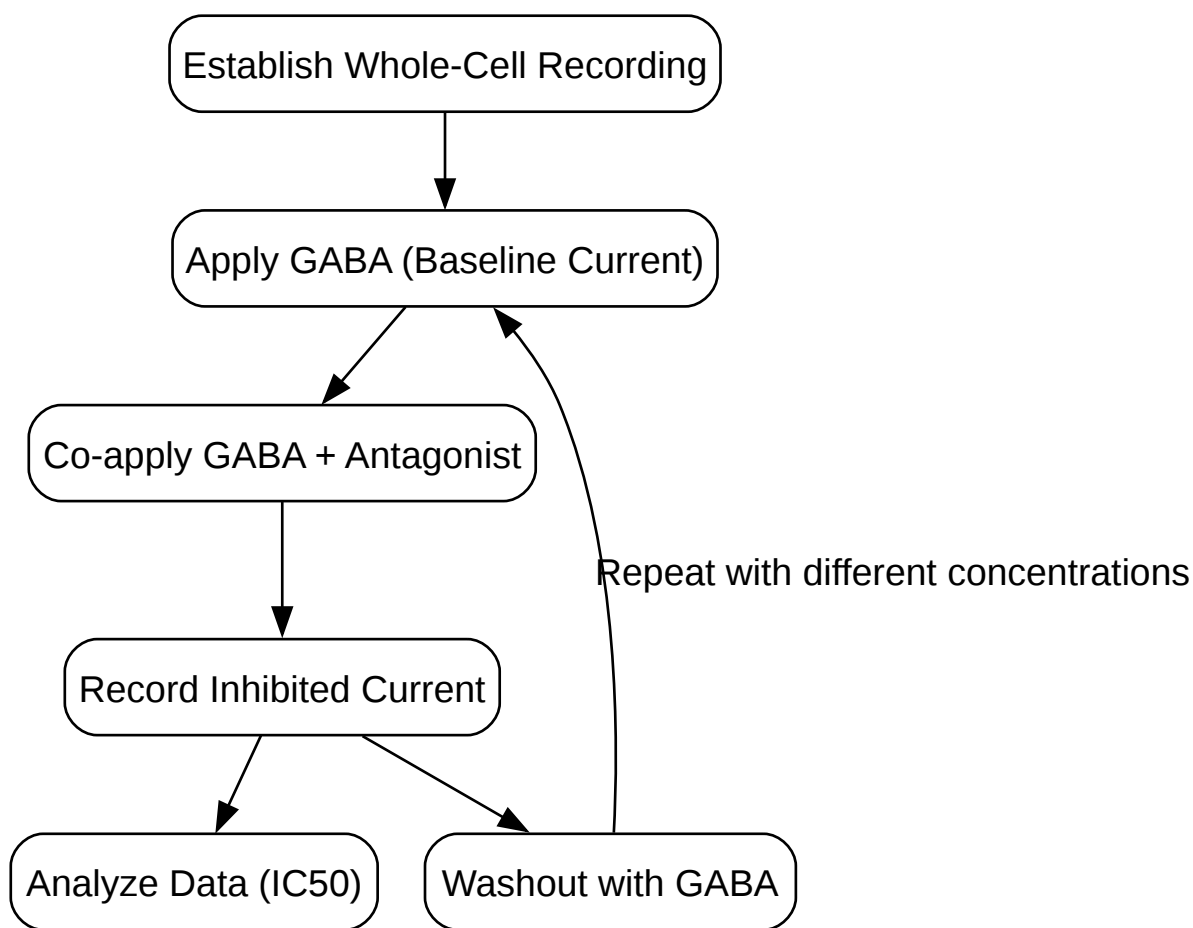 Establish Whole-Cell Recording
Apply GABA (Baseline Current)
Co-apply GABA + Antagonist
Repeat with different concentrations
Record Inhibited Current
Analyze Data (IC50)
Washout with GABA